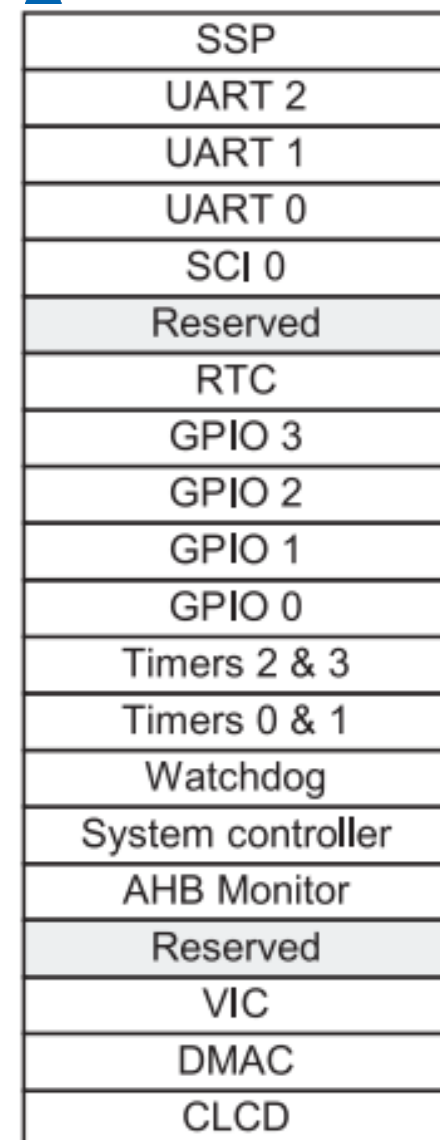 SSP
UART 2
UART 1
UART 0
SCI 0
Reserved
RTC
GPIO 3
GPIO 2
GPIO 1
GPIO 0
Timers 2 & 3
Timers 0 & 1
Watchdog
System controller
AHB Monitor
Reserved
VIC
DMAC
CLCD